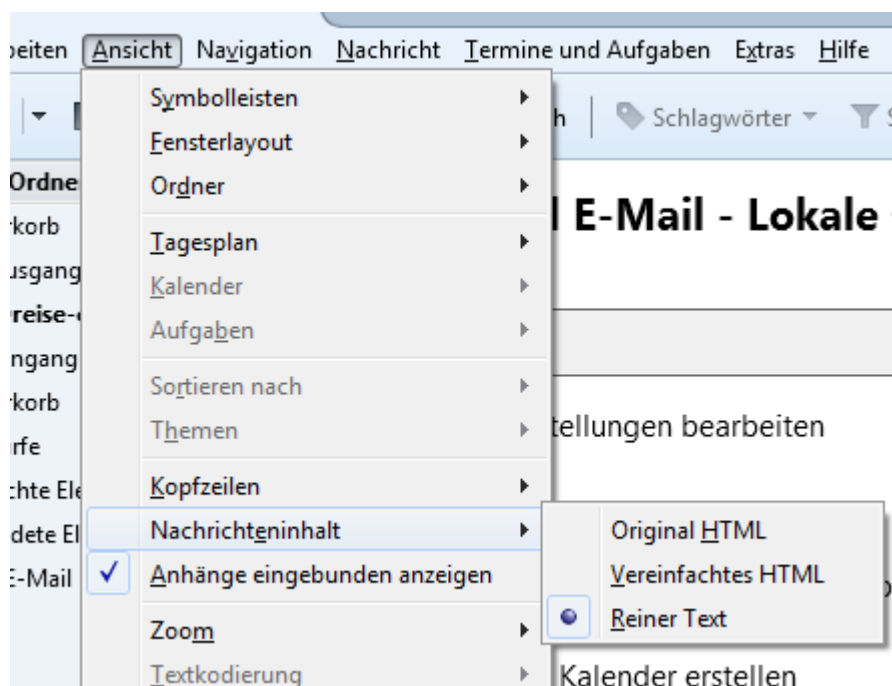 beiten Ansicht Navigation Nachricht Termine und Aufgaben Extras Hilfe
Symbolleisten
h Schlagwörter S
Fensterlayout
Ordne
Ordner
l E-Mail - Lokale
rkorb
Tagesplan
usgang
Kalender
reise-
Aufgaben
ngang
Sortieren nach
rkorb
Themen
tellungen bearbeiten
rfe
Kopfzeilen
chte Ele
Nachrichteninhalt
Original HTML
dete El
Anhänge eingebunden anzeigen
Vereinfachtes HTML
E-Mail
Zoom
Reiner Text
Textkodierung
Kalender erstellen